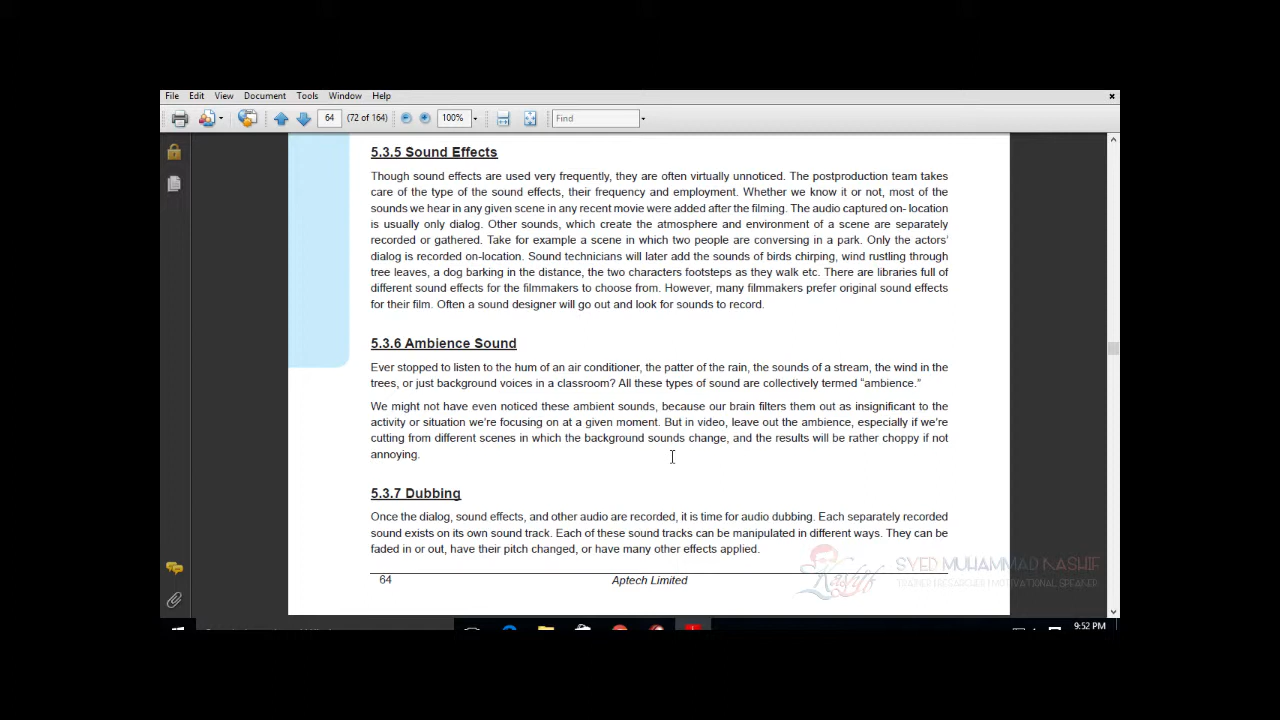 File Edit View Document Tools Window Help
64 (72 of 164) 100% Find
5.3.5 Sound Effects
Though sound effects are used very frequently, they are often virtually unnoticed. The postproduction team takes
care of the type of the sound effects, their frequency and employment. Whether we know it or not, most of the
sounds we hear in any given scene in any recent movie were added after the filming. The audio captured on- location
is usually only dialog. Other sounds, which create the atmosphere and environment of a scene are separately
recorded or gathered. Take for example a scene in which two people are conversing in a park. Only the actors'
dialog is recorded on-location. Sound technicians will later add the sounds of birds chirping, wind rustling through
tree leaves, a dog barking in the distance, the two characters footsteps as they walk etc. There are libraries full of
different sound effects for the filmmakers to choose from. However, many filmmakers prefer original sound effects
for their film. Often a sound designer will go out and look for sounds to record.
5.3.6 Ambience Sound
Ever stopped to listen to the hum of an air conditioner, the patter of the rain, the sounds of a stream, the wind in the
trees, or just background voices in a classroom? All these types of sound are collectively termed “ambience.”
We might not have even noticed these ambient sounds, because our brain filters them out as insignificant to the
activity or situation we're focusing on at a given moment. But in video, leave out the ambience, especially if we're
cutting from different scenes in which the background sounds change, and the results will be rather choppy if not
annoying.
5.3.7 Dubbing
Once the dialog, sound effects, and other audio are recorded, it is time for audio dubbing. Each separately recorded
sound exists on its own sound track. Each of these sound tracks can be manipulated in different ways. They can be
faded in or out, have their pitch changed, or have many other effects applied.
SYED MUHAMMAD KASHIF
TRAINER | RESEARCHER | MOTIVATIONAL SPEAKER
Kashif
64 Aptech Limited
9:52 PM